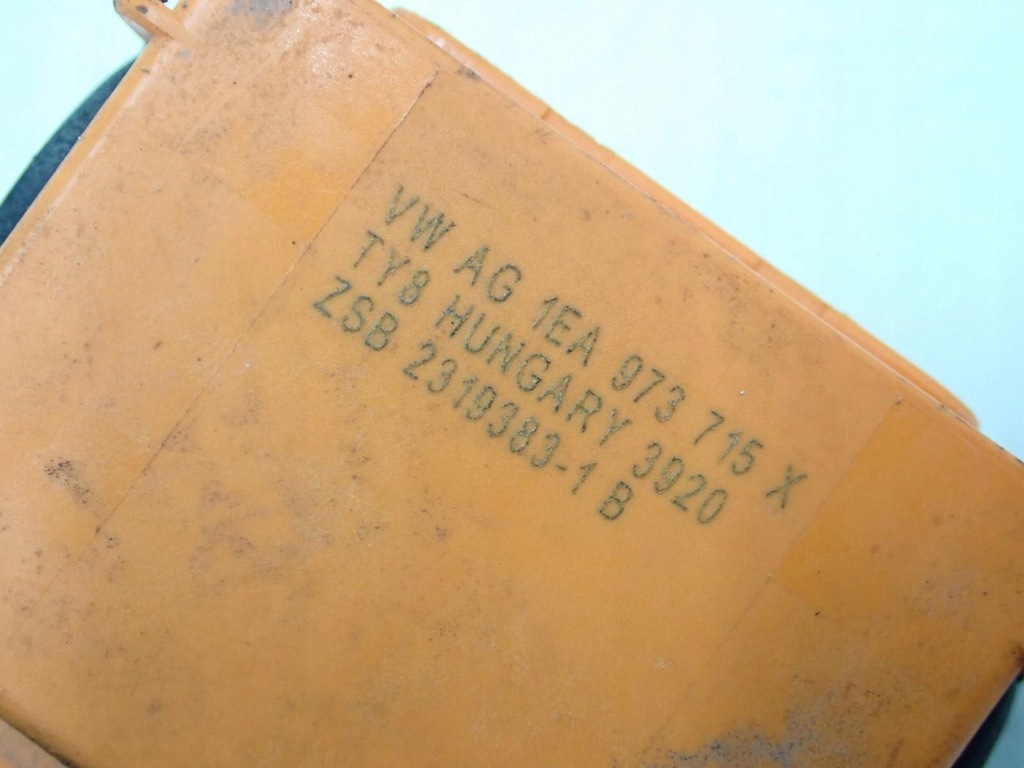 VW AG 1EA 973 715 X
TY8 HUNGARY 3920
ZSB 2319383-1 B